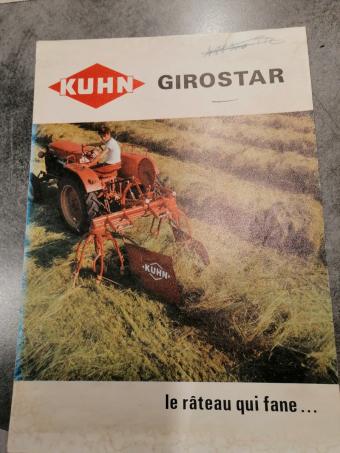 KUHN GIROSTAR
KUHN
le râteau qui fane...